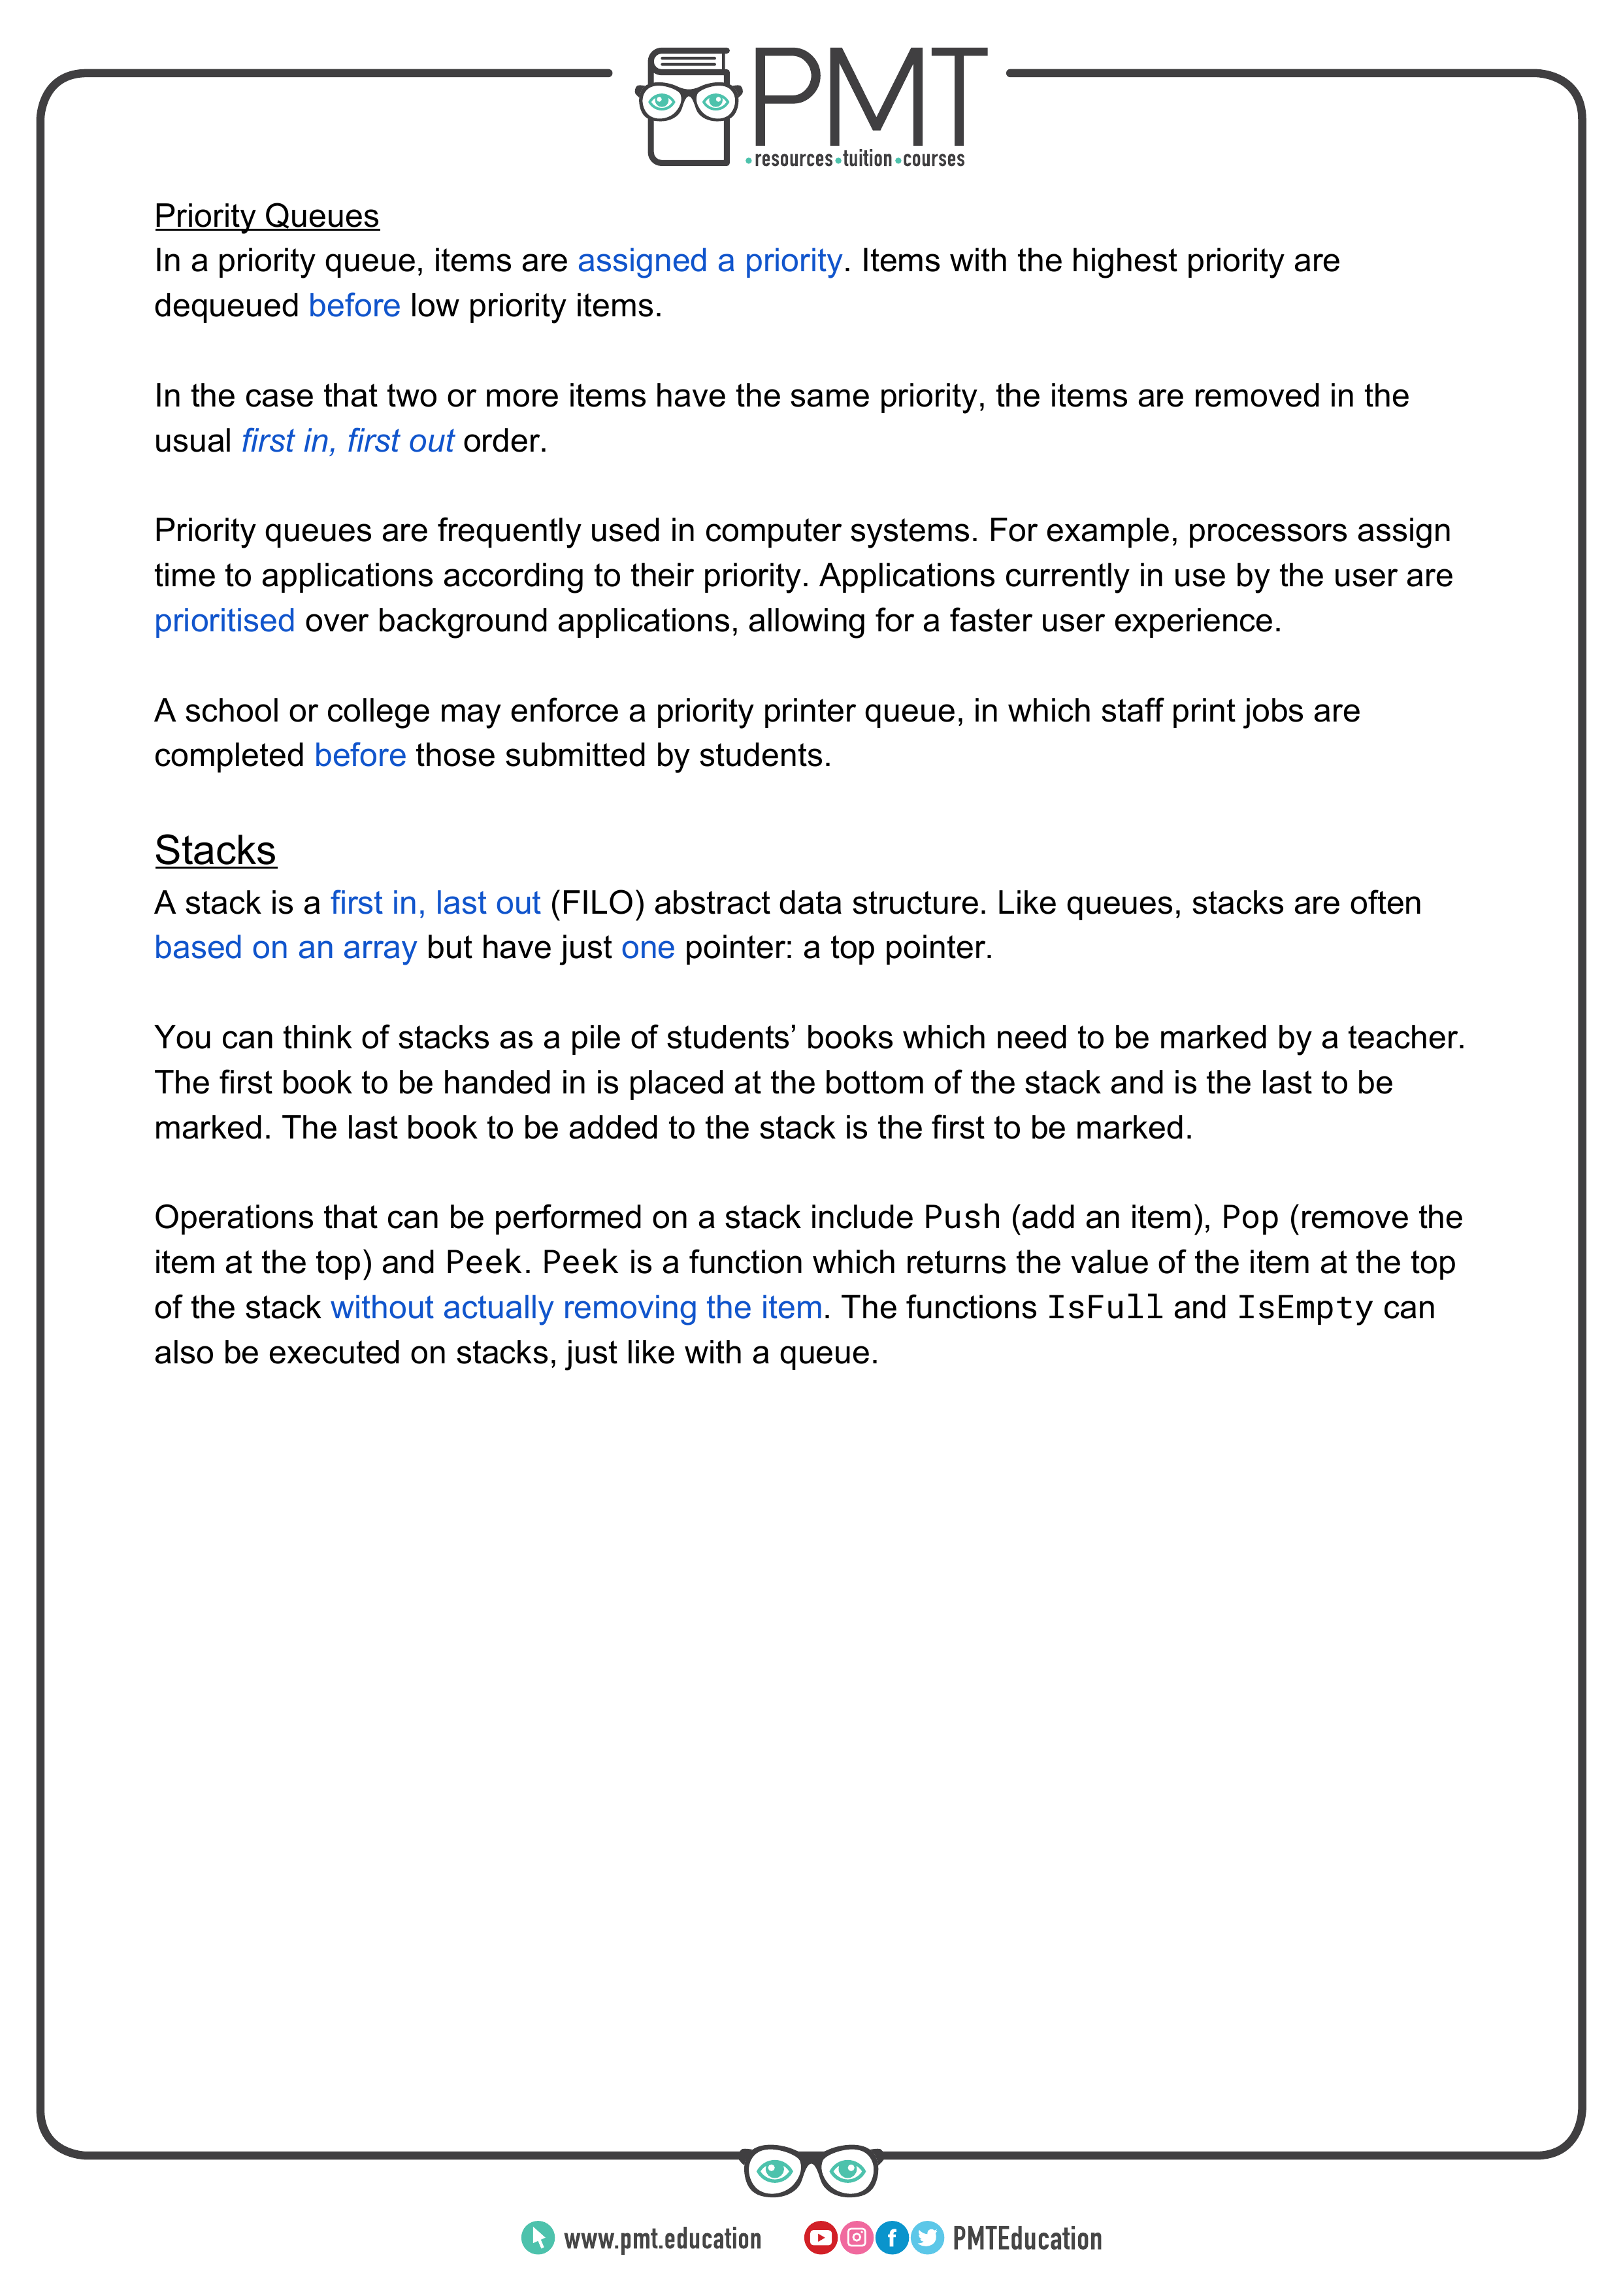 PMT
resources tuition courses
Priority Queues
In a priority queue, items are assigned a priority. Items with the highest priority are
dequeued before low priority items.
In the case that two or more items have the same priority, the items are removed in the
usual first in, first out order.
Priority queues are frequently used in computer systems. For example, processors assign
time to applications according to their priority. Applications currently in use by the user are
prioritised over background applications, allowing for a faster user experience.
A school or college may enforce a priority printer queue, in which staff print jobs are
completed before those submitted by students.
Stacks
A stack is a first in, last out (FILO) abstract data structure. Like queues, stacks are often
based on an array but have just one pointer: a top pointer.
You can think of stacks as a pile of students’ books which need to be marked by a teacher.
The first book to be handed in is placed at the bottom of the stack and is the last to be
marked. The last book to be added to the stack is the first to be marked.
Operations that can be performed on a stack include Push (add an item), Pop (remove the
item at the top) and Peek. Peek is a function which returns the value of the item at the top
of the stack without actually removing the item. The functions IsFull and IsEmpty can
also be executed on stacks, just like with a queue.
www.pmt.education PMTEducation